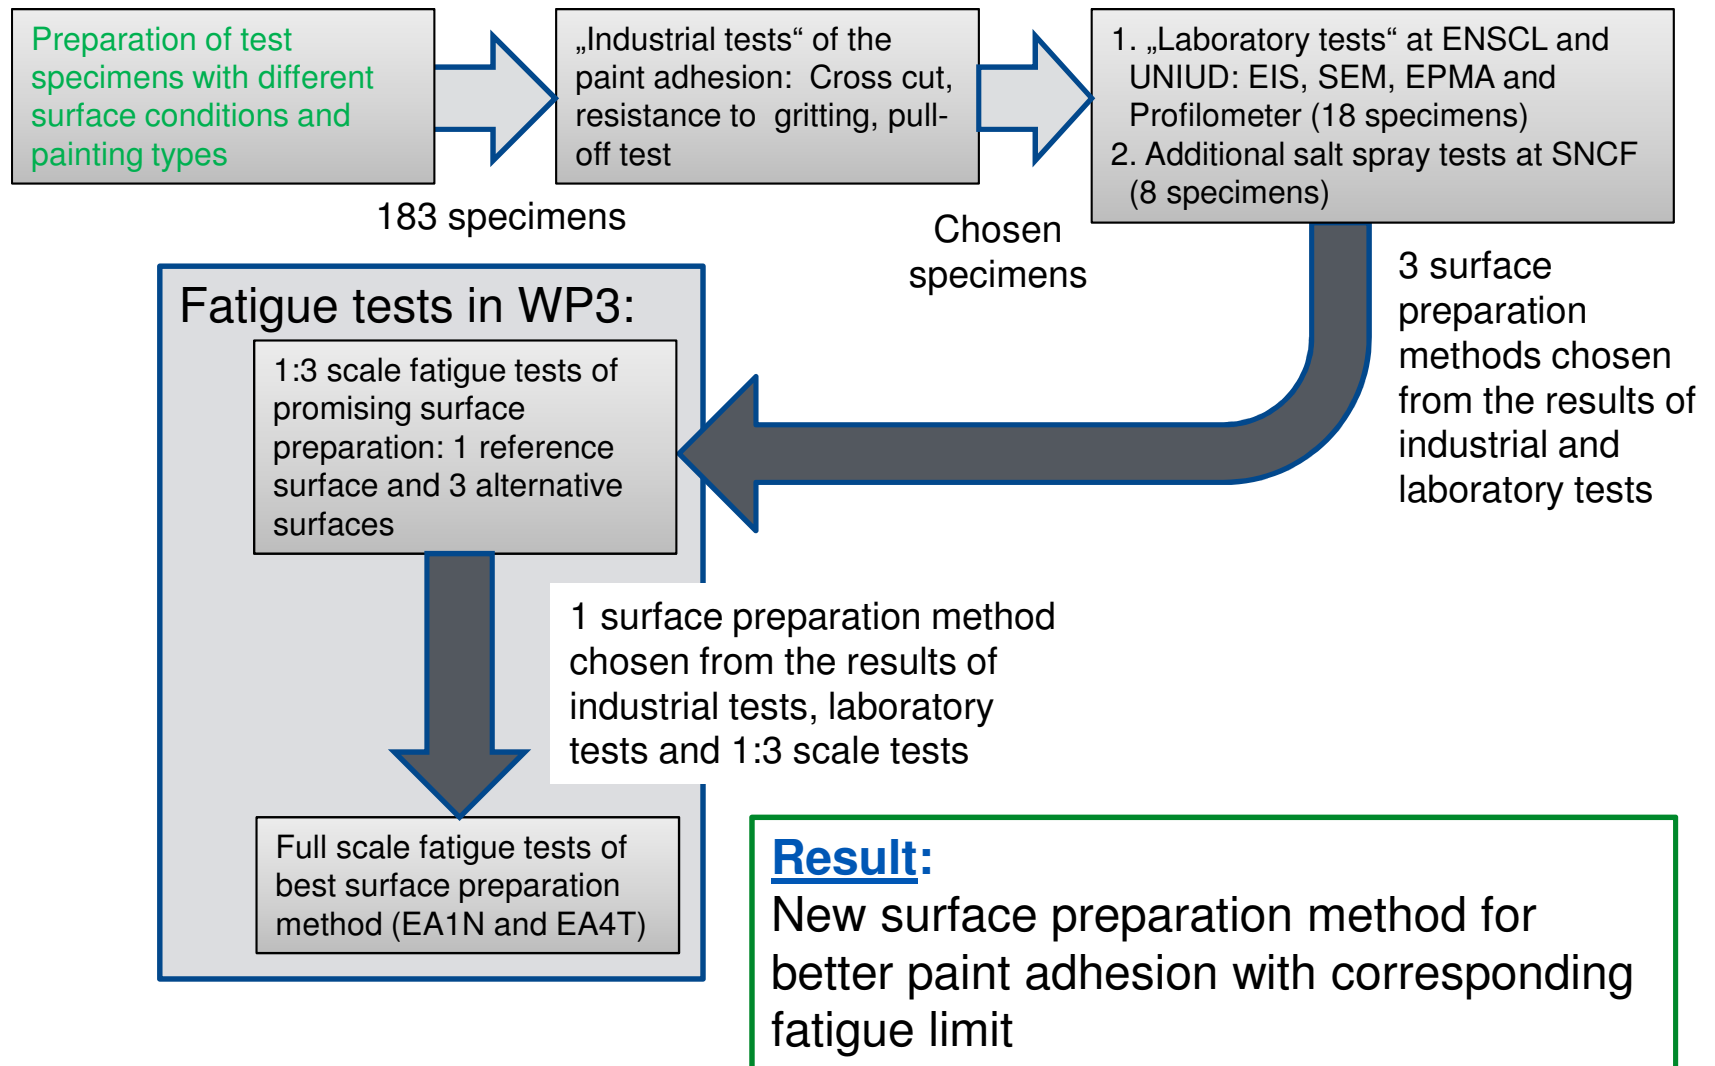 Preparation of test
specimens with different
surface conditions and
painting types
„Industrial tests“ of the
paint adhesion: Cross cut,
resistance to gritting, pull-
off test
1. „Laboratory tests“ at ENSCL and
UNIUD: EIS, SEM, EPMA and
Profilometer (18 specimens)
2. Additional salt spray tests at SNCF
(8 specimens)
183 specimens
Chosen
specimens
3 surface
preparation
methods chosen
from the results of
industrial and
laboratory tests
Fatigue tests in WP3:
1:3 scale fatigue tests of
promising surface
preparation: 1 reference
surface and 3 alternative
surfaces
1 surface preparation method
chosen from the results of
industrial tests, laboratory
tests and 1:3 scale tests
Full scale fatigue tests of
best surface preparation
method (EA1N and EA4T)
Result:
New surface preparation method for
better paint adhesion with corresponding
fatigue limit